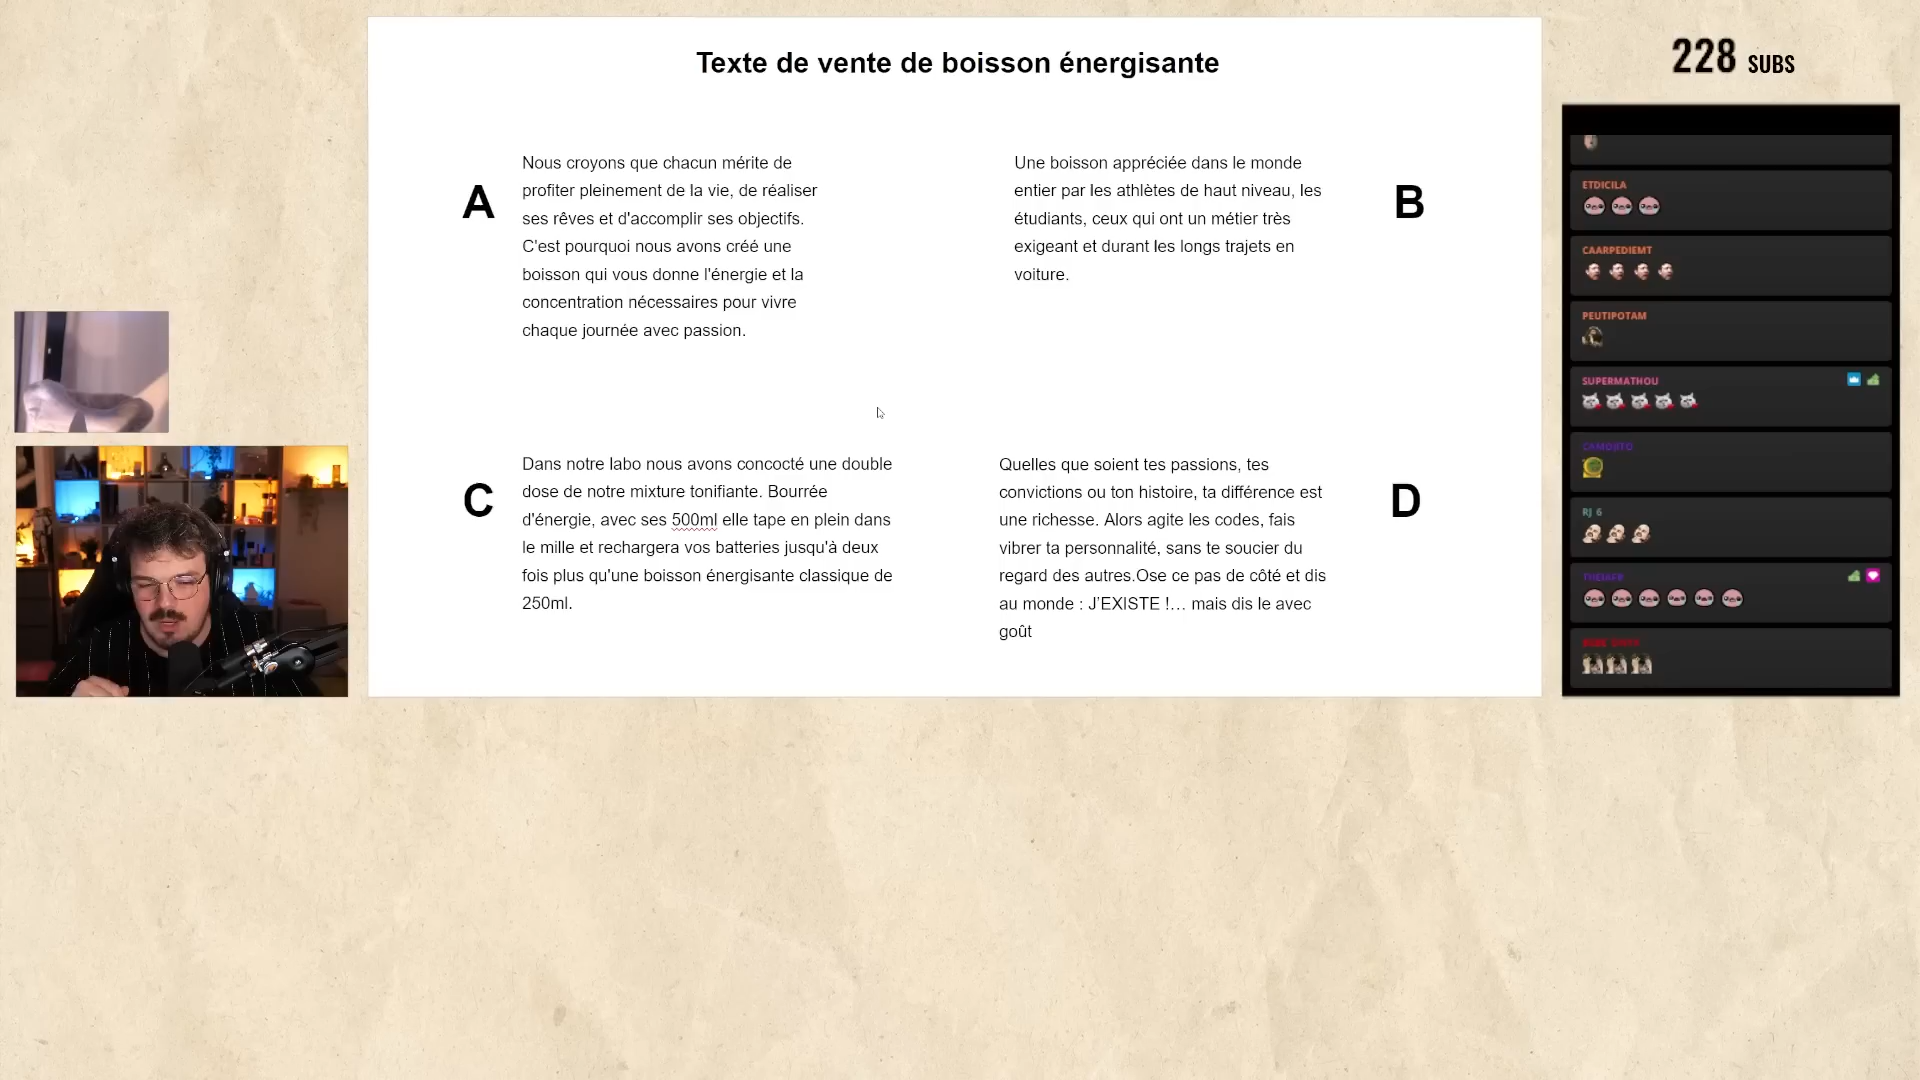 Texte de vente de boisson énergisante
228 SUBS
A
Nous croyons que chacun mérite de
profiter pleinement de la vie, de réaliser
ses rêves et d'accomplir ses objectifs.
C'est pourquoi nous avons créé une
boisson qui vous donne l'énergie et la
concentration nécessaires pour vivre
chaque journée avec passion.
Une boisson appréciée dans le monde
entier par les athlètes de haut niveau, les
étudiants, ceux qui ont un métier très
exigeant et durant les longs trajets en
voiture.
B
C
Dans notre labo nous avons concocté une double
dose de notre mixture tonifiante. Bourrée
d'énergie, avec ses 500ml elle tape en plein dans
le mille et rechargera vos batteries jusqu'à deux
fois plus qu'une boisson énergisante classique de
250ml.
Quelles que soient tes passions, tes
convictions ou ton histoire, ta différence est
une richesse. Alors agite les codes, fais
vibrer ta personnalité, sans te soucier du
regard des autres.Ose ce pas de côté et dis
au monde : J'EXISTE !… mais dis le avec
goût
D
ETDICILA
CAARPEDIEMT
PEUTIPOTAM
SUPERMATHOU
CAMORTO
RJ 6